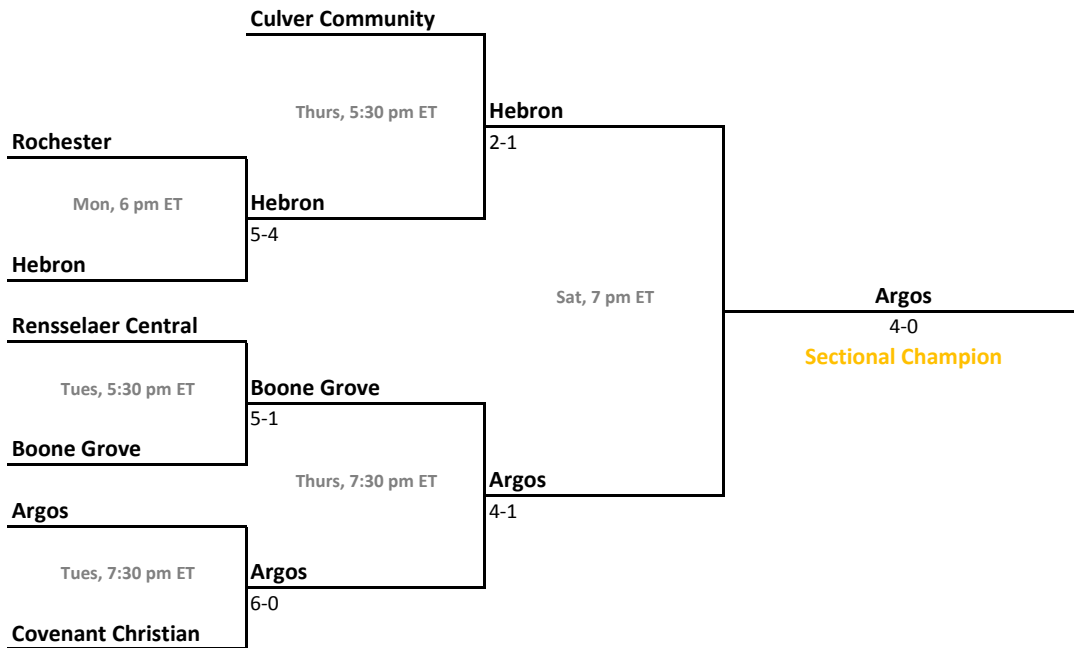 Culver Community
Thurs, 5:30 pm ET
Hebron
2-1
Rochester
Mon, 6 pm ET
Hebron
5-4
Hebron
Sat, 7 pm ET
Argos
4-0
Sectional Champion
Rensselaer Central
Tues, 5:30 pm ET
Boone Grove
5-1
Boone Grove
Thurs, 7:30 pm ET
Argos
4-1
Argos
Tues, 7:30 pm ET
Argos
6-0
Covenant Christian